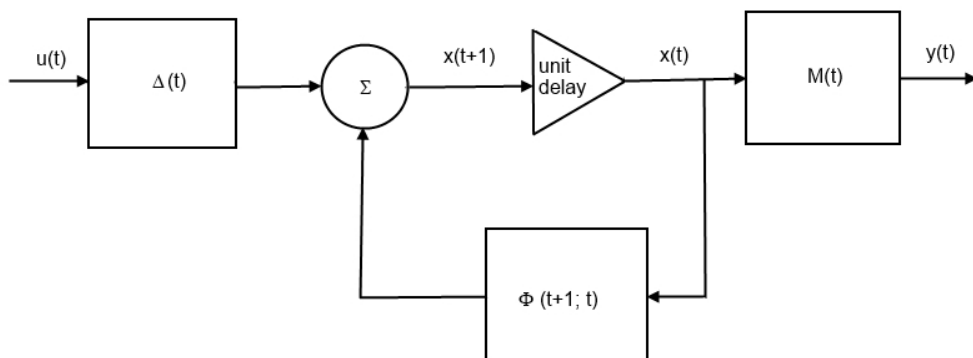 u(t)
Δ(t)
Σ
x(t+1)
unit
delay
x(t)
M(t)
y(t)
Φ (t+1; t)